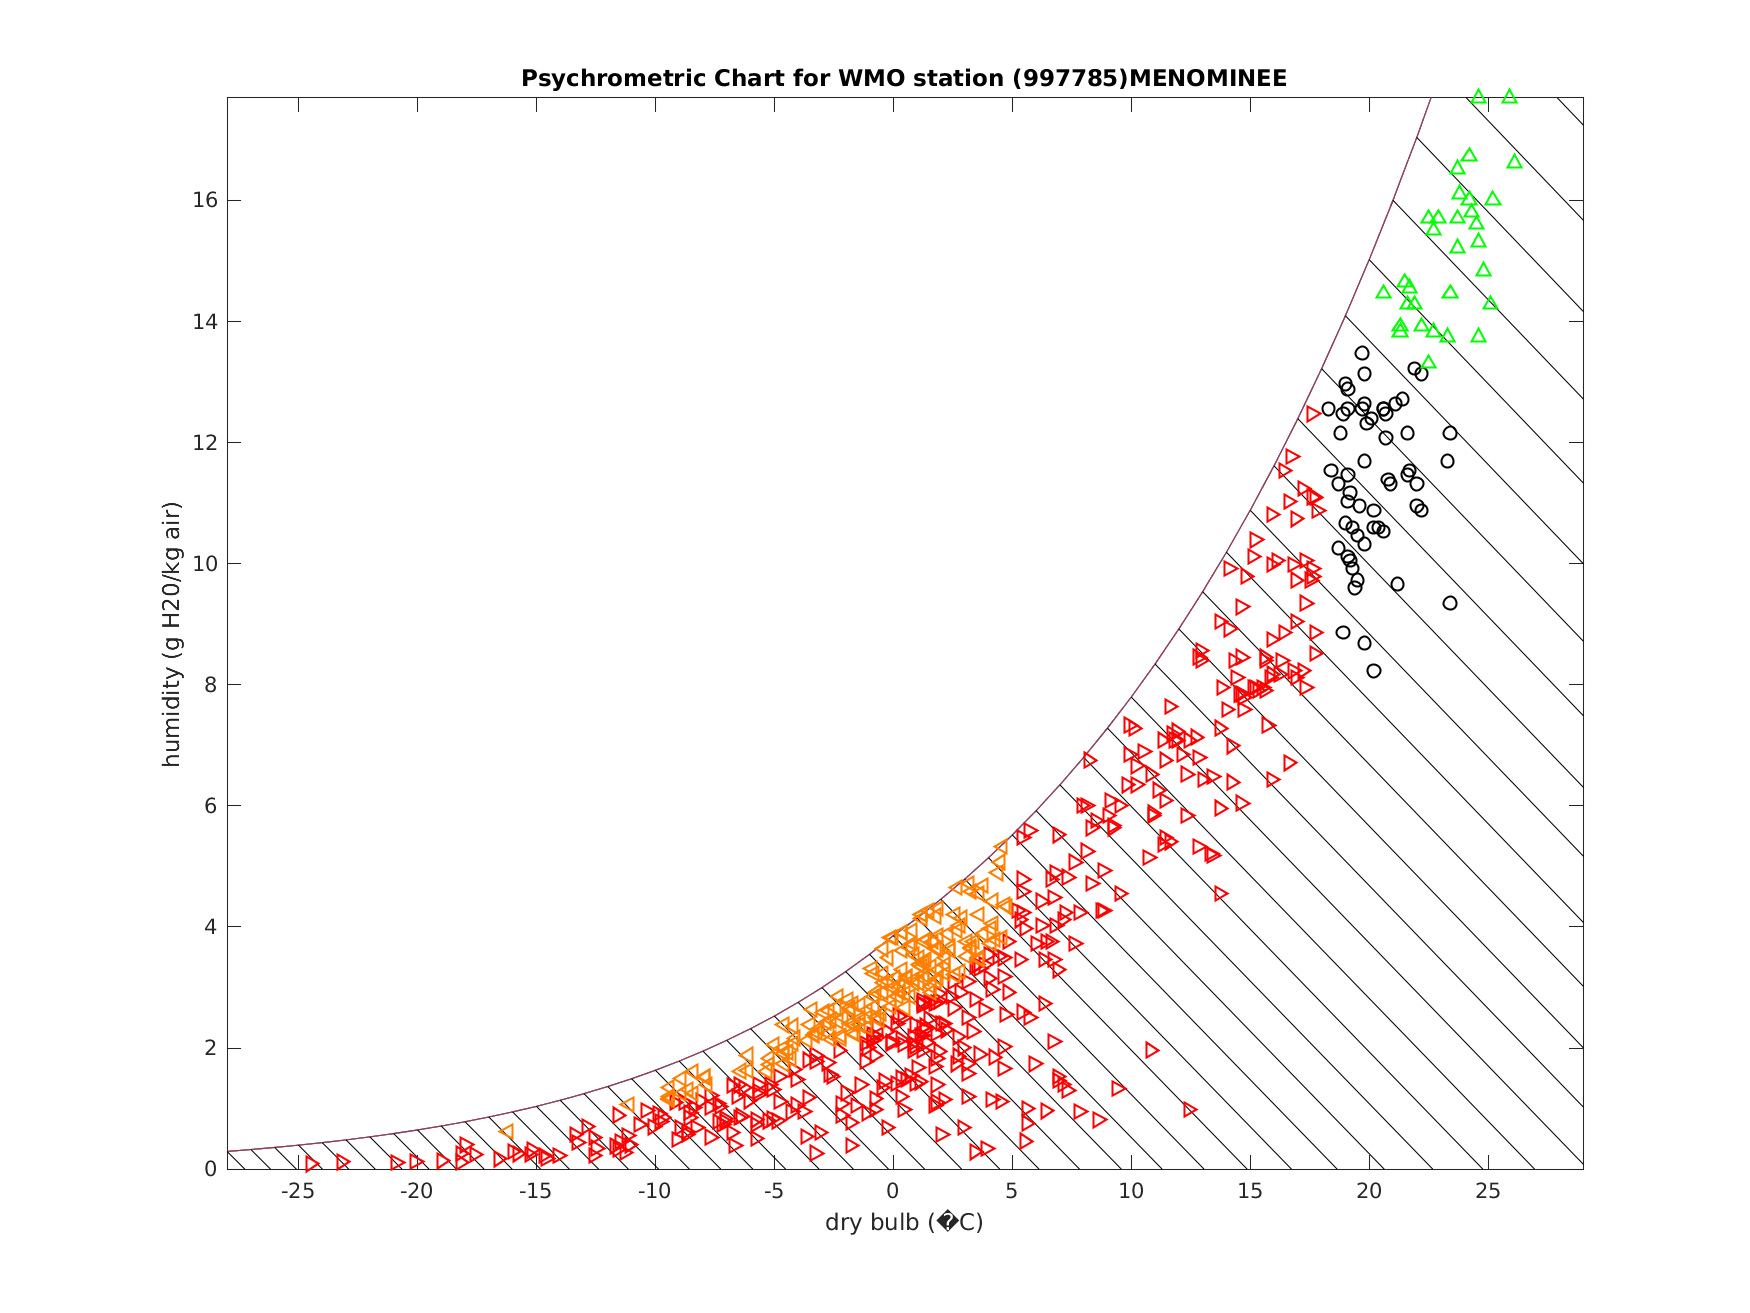 Psychrometric Chart for WMO station (997785)MENOMINEE
humidity (g H20/kg air)
16
14
12
10
8
6
4
2
0
-25 -20 -15 -10 -5 0 5 10 15 20 25
dry bulb (�C)